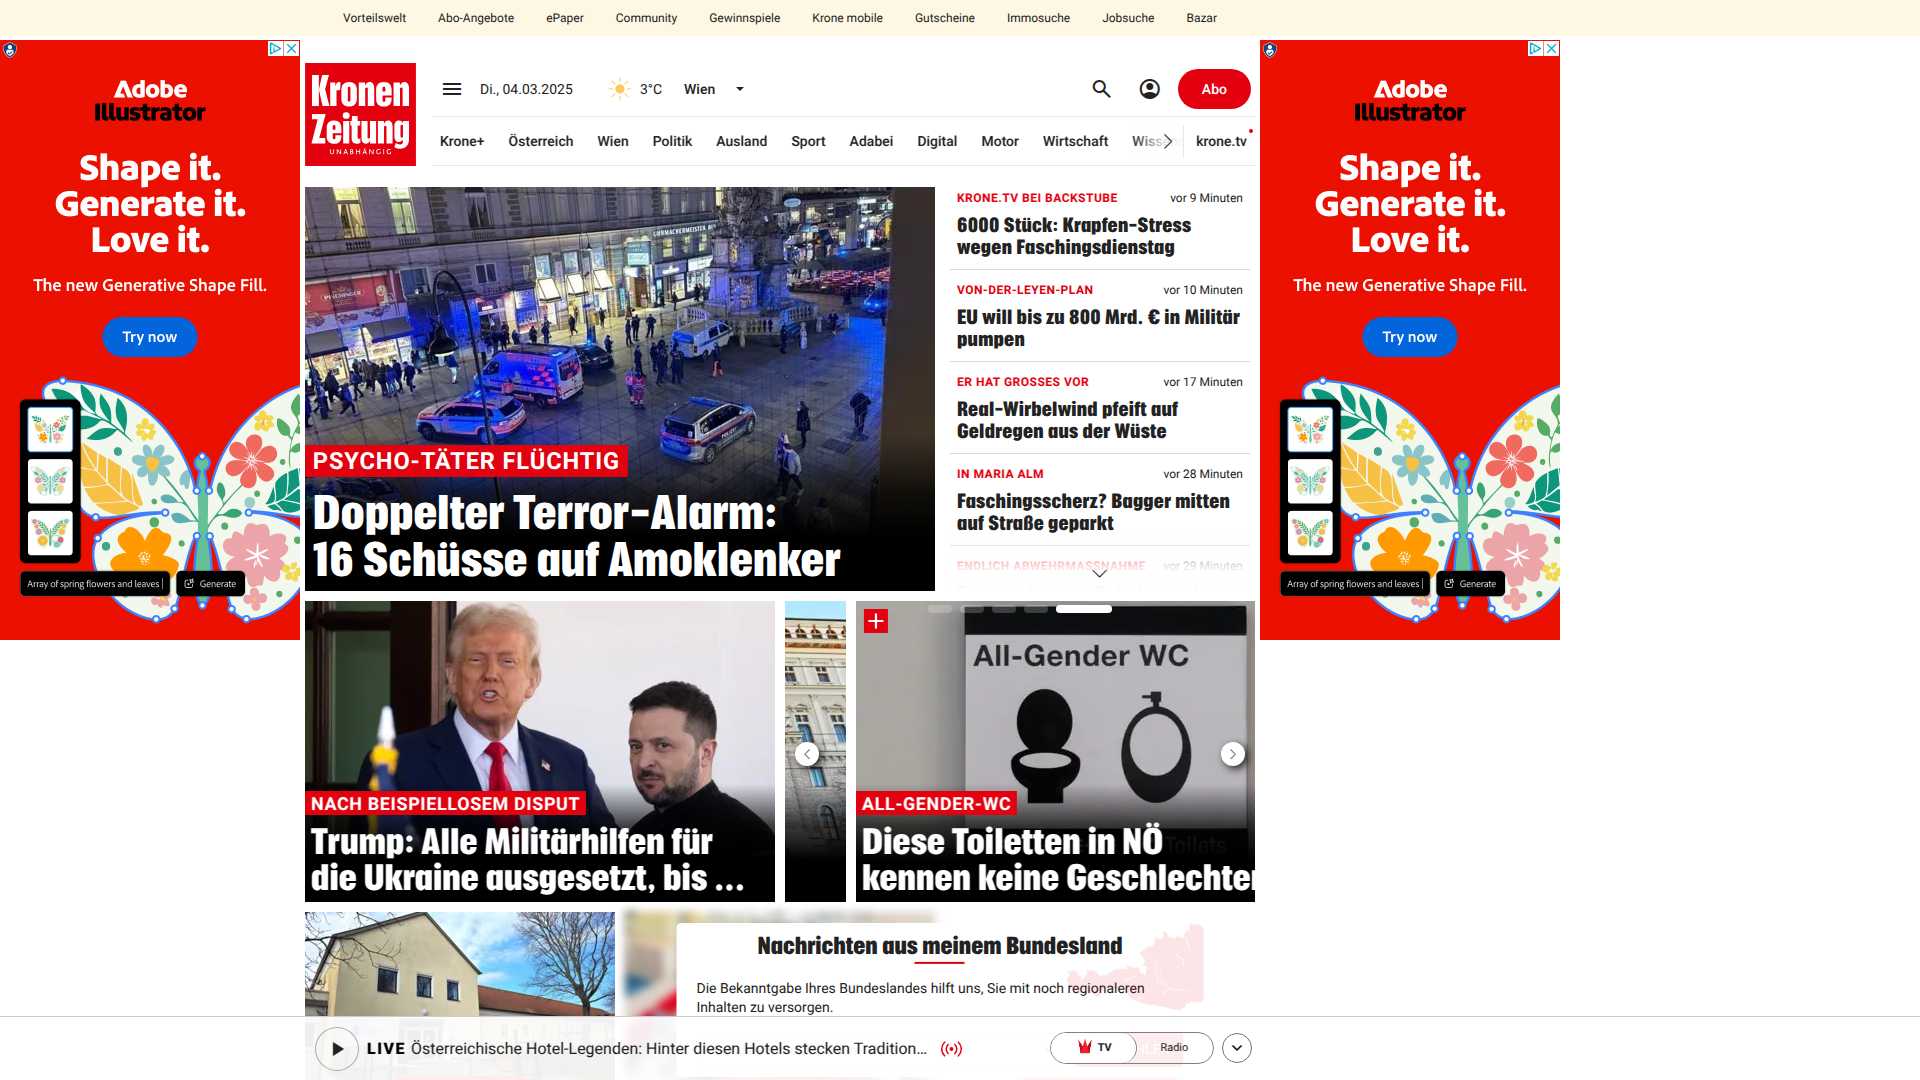 Vorteilswelt
Abo-Angebote
ePaper
Community
Gewinnspiele
Krone mobile
Gutscheine
Immosuche
Jobsuche
Bazar
Adobe
Illustrator
Shape it.
Generate it.
Love it.
The new Generative Shape Fill.
Try now
Array of spring flowers and leaves
Generate
Kronen
Zeitung
UNABHÄNGIG
Di., 04.03.2025
3°C
Wien
Abo
Krone+
Österreich
Wien
Politik
Ausland
Sport
Adabei
Digital
Motor
Wirtschaft
krone.tv
PSYCHO-TÄTER FLÜCHTIG
Doppelter Terror-Alarm:
16 Schüsse auf Amoklenker
KRONE.TV BEI BACKSTUBE
vor 9 Minuten
6000 Stück: Krapfen-Stress
wegen Faschingsdienstag
VON-DER-LEYEN-PLAN
vor 10 Minuten
EU will bis zu 800 Mrd. € in Militär
pumpen
ER HAT GROSSES VOR
vor 17 Minuten
Real-Wirbelwind pfeift auf
Geldregen aus der Wüste
IN MARIA ALM
vor 28 Minuten
Faschingsscherz? Bagger mitten
auf Straße geparkt
ENDLICH ABWEHRMASSNAHME
vor 29 Minuten
NACH BEISPIELLOSEM DISPUT
Trump: Alle Militärhilfen für
die Ukraine ausgesetzt, bis ...
All-Gender WC
ALL-GENDER-WC
Diese Toiletten in NÖ
kennen keine Geschlechter
Nachrichten aus meinem Bundesland
Die Bekanntgabe Ihres Bundeslandes hilft uns, Sie mit noch regionaleren
Inhalten zu versorgen.
LIVE Österreichische Hotel-Legenden: Hinter diesen Hotels stecken Tradition...
TV
Radio
Adobe
Illustrator
Shape it.
Generate it.
Love it.
The new Generative Shape Fill.
Try now
Array of spring flowers and leaves
Generate